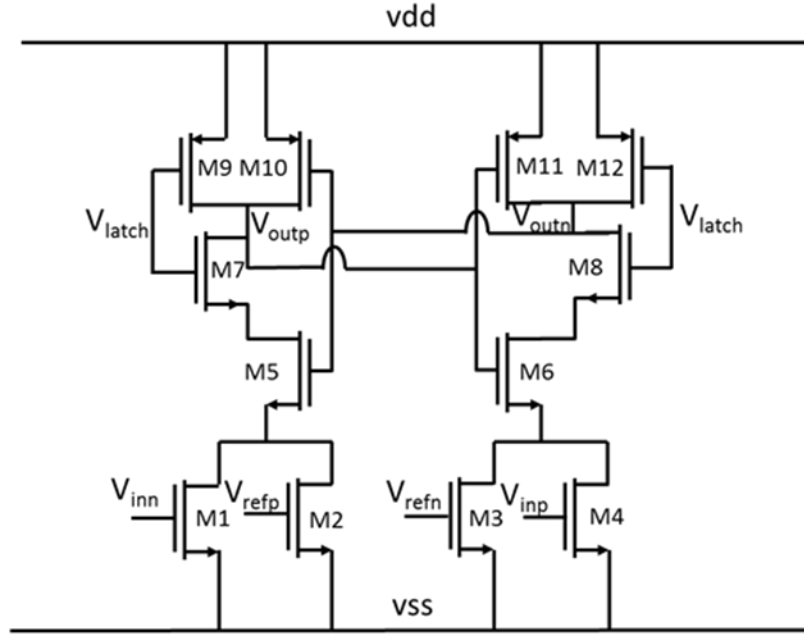 vdd
M9 M10 M11 M12
Vlatch Voutp Voutn Vlatch
M7 M8
M5 M6
Vinn Vrefp Vrefn Vinp
M1 M2 M3 M4
vss